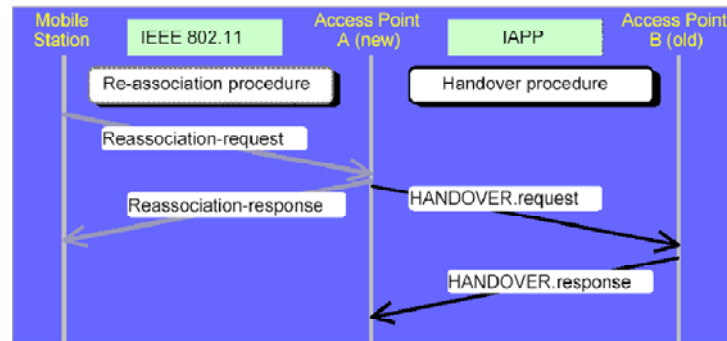 Mobile
Station
IEEE 802.11
Access Point
A (new)
IAPP
Access Point
B (old)
Re-association procedure
Handover procedure
Reassociation-request
Reassociation-response
HANDOVER.request
HANDOVER.response